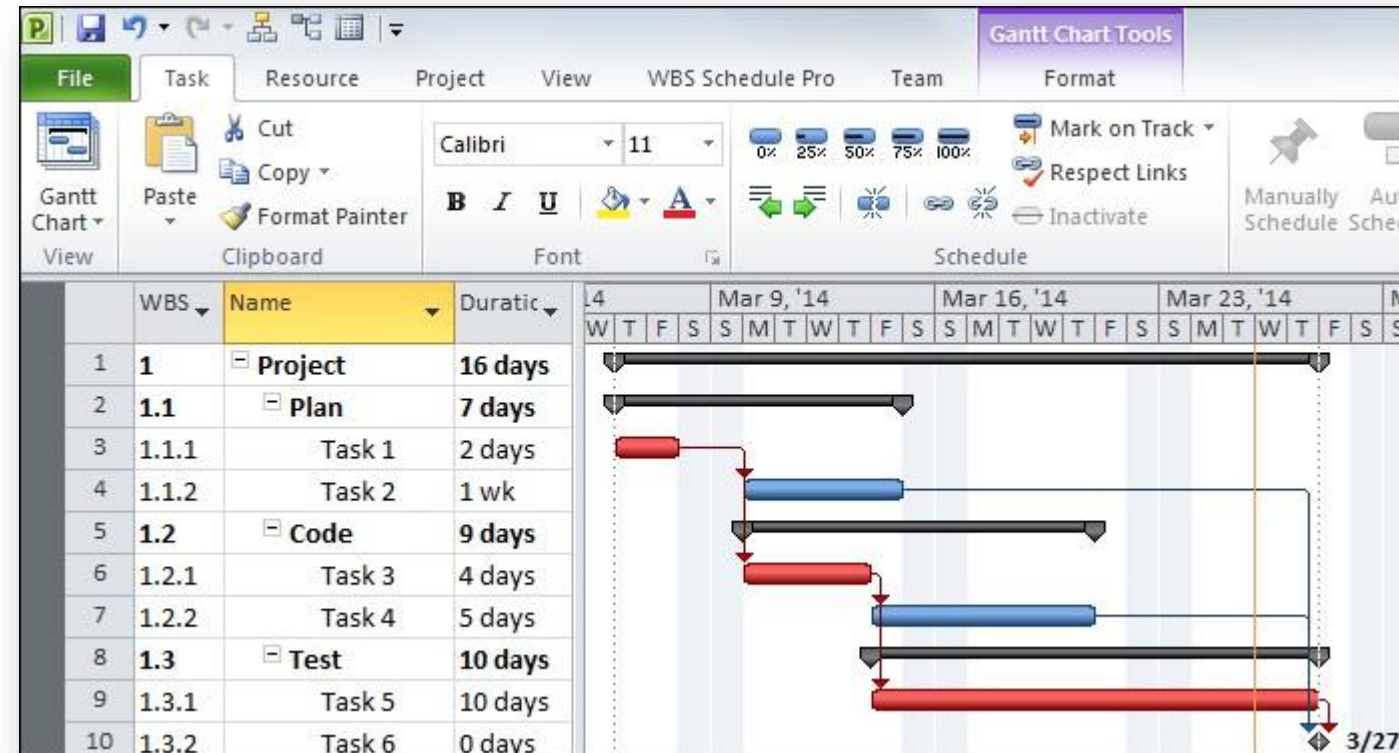 Gantt Chart Tools
File Task Resource Project View WBS Schedule Pro Team Format
Cut
Copy
Format Painter
Paste
Gantt Chart
Calibri 11
B I U A
0% 25% 50% 75% 100%
Mark on Track
Respect Links
Inactivate
Manually Schedule
Au
Sche
View Clipboard Font Schedule
WBS Name Duratic 14 Mar 9, '14 Mar 16, '14 Mar 23, '14 M
W T F S S M T W T F S S M T W T F S S M T W T F S S
1 1 Project 16 days
2 1.1 Plan 7 days
3 1.1.1 Task 1 2 days
4 1.1.2 Task 2 1 wk
5 1.2 Code 9 days
6 1.2.1 Task 3 4 days
7 1.2.2 Task 4 5 days
8 1.3 Test 10 days
9 1.3.1 Task 5 10 days
10 1.3.2 Task 6 0 days 3/27